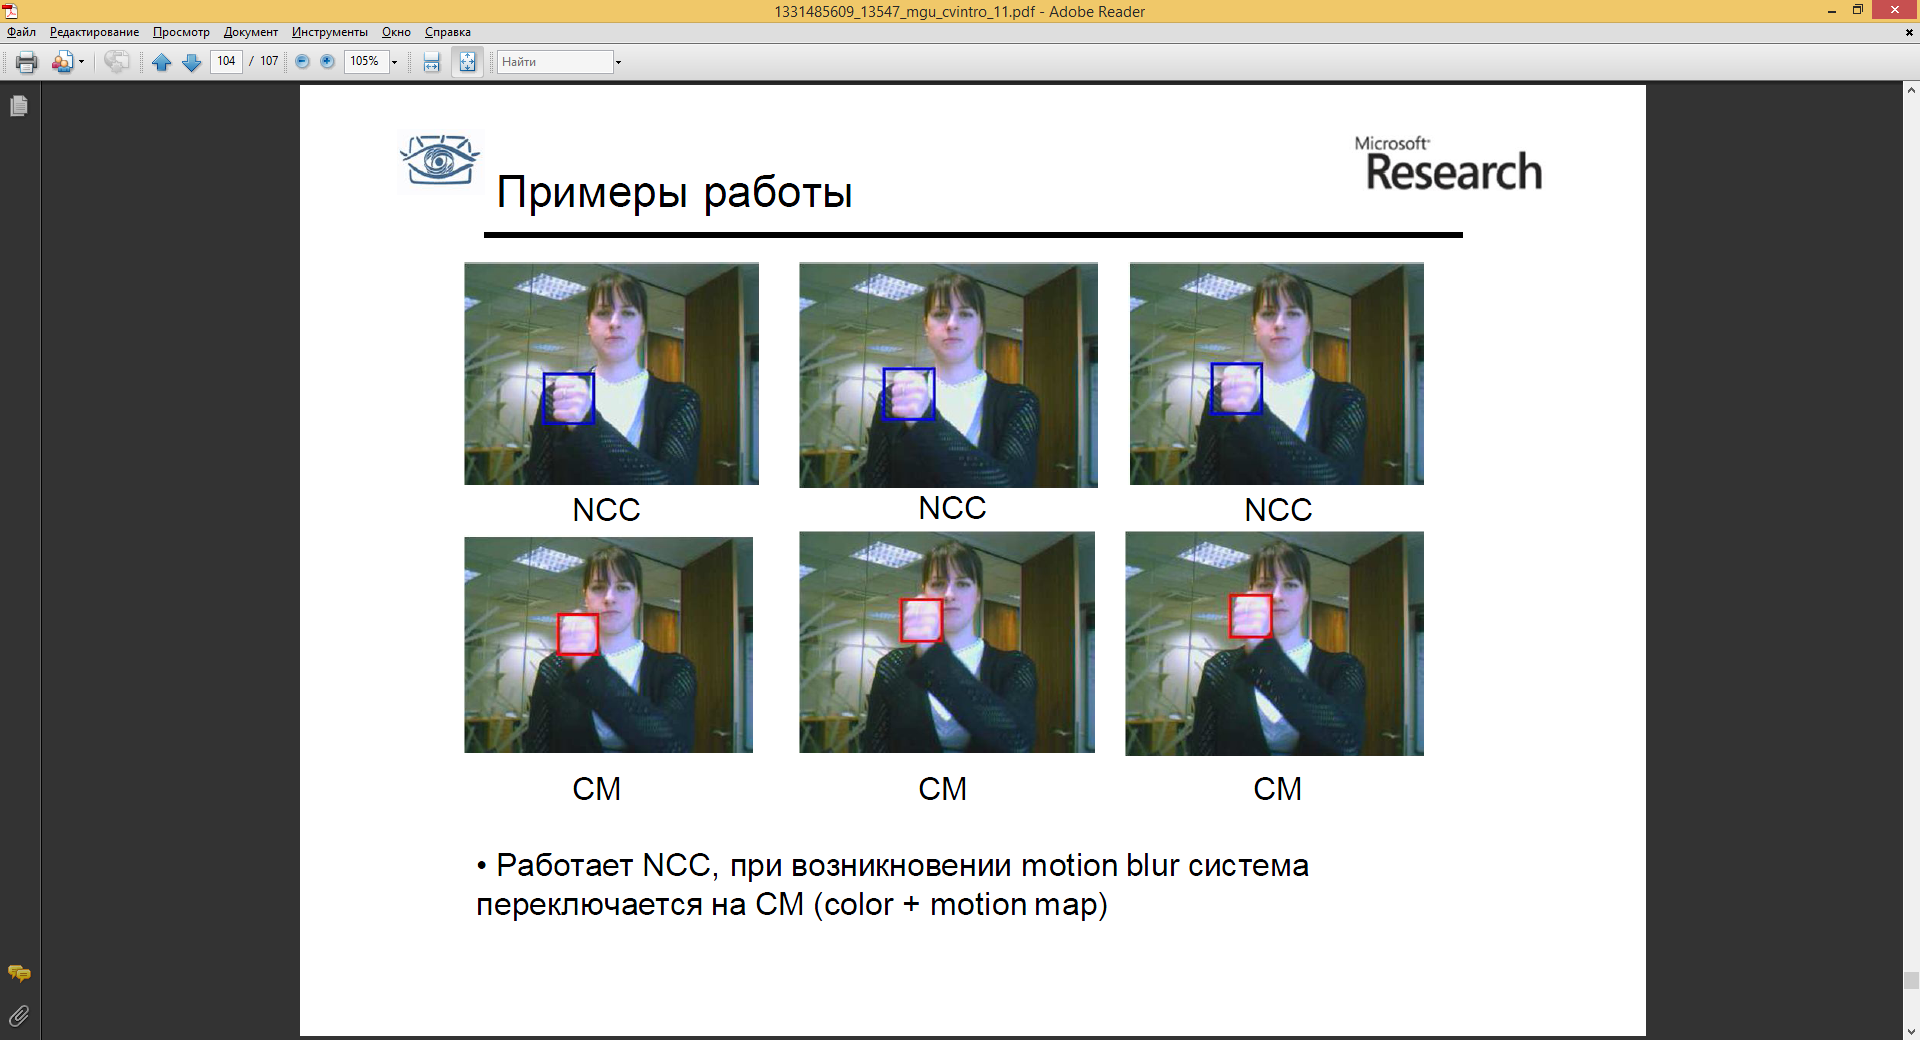 1331485609_13547_mgu_cvintro_11.pdf - Adobe Reader
Файл Редактирование Просмотр Документ Инструменты Окно Справка
104 / 107 105% Найти
Microsoft
Research
Примеры работы
NCC NCC NCC
CM CM CM
• Работает NCC, при возникновении motion blur система
переключается на CM (color + motion map)